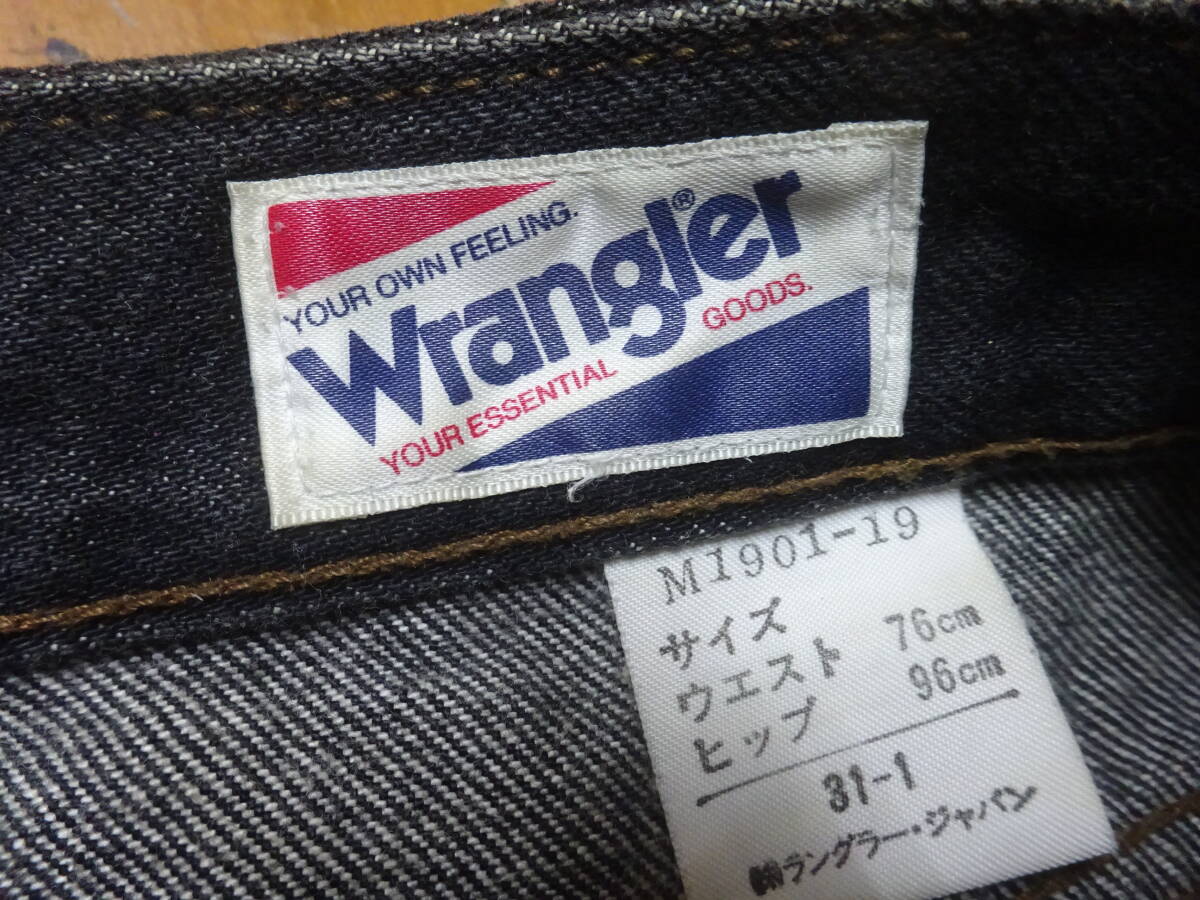 YOUR OWN FEELING.
Wrangler®
YOUR ESSENTIAL GOODS.
M1901-19
サイズ
ウエスト 76cm
ヒップ 96cm
31-1
㈱ラングラー・ジャパン